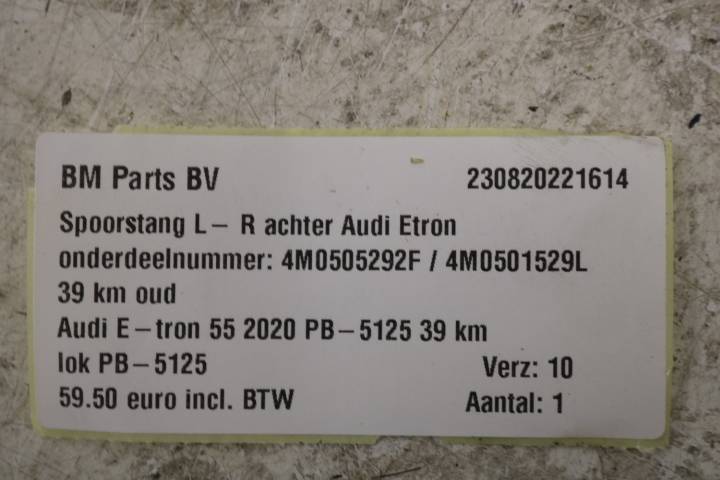 BM Parts BV 230820221614
Spoorstang L- R achter Audi Etron
onderdeelnummer: 4M0505292F / 4M0501529L
39 km oud
Audi E-tron 55 2020 PB-5125 39 km
lok PB-5125 Verz: 10
59.50 euro incl. BTW Aantal: 1